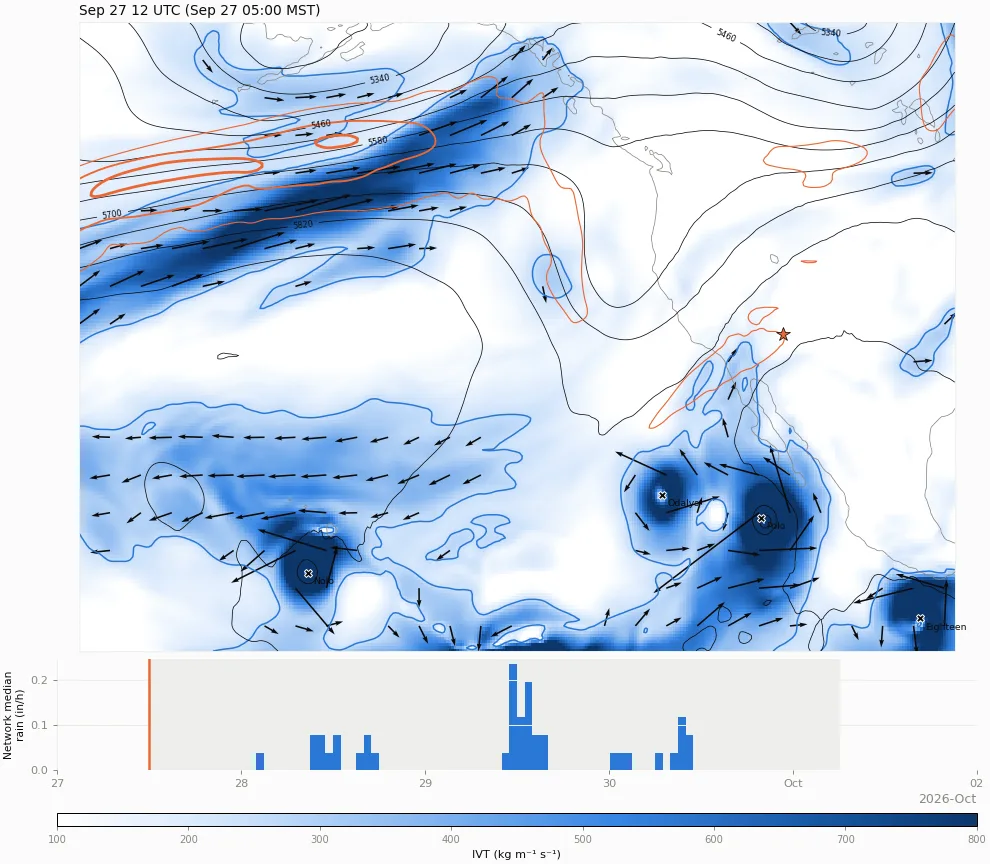 Sep 27 12 UTC (Sep 27 05:00 MST)
5460
5340
5340
5460
5580
5700
5820
Odalys
Nolo
Eighteen
Network median
rain (in/h)
0.2
0.1
0.0
27
28
29
30
Oct
02
2026-Oct
100
200
300
400
500
600
700
800
IVT (kg m⁻¹ s⁻¹)